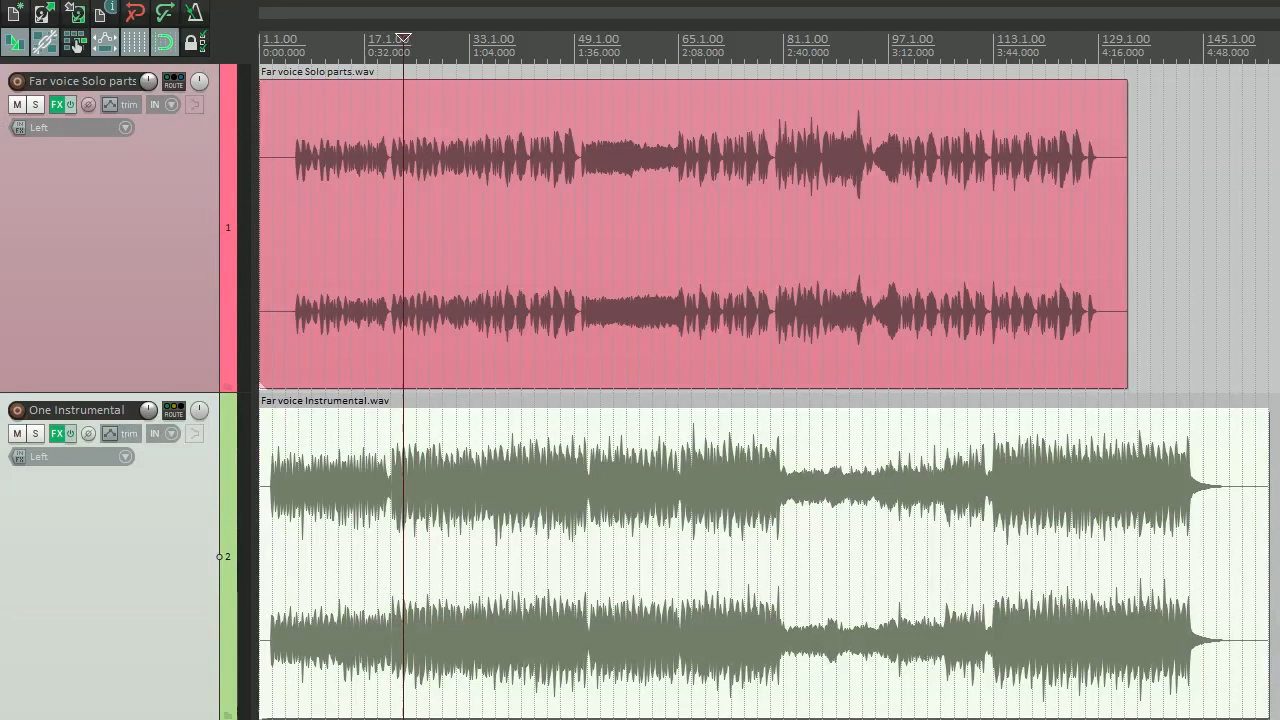 1.1.00 17.1.00 33.1.00 49.1.00 65.1.00 81.1.00 97.1.00 113.1.00 129.1.00 145.1.00
0:00.000 0:32.000 1:04.000 1:36.000 2:08.000 2:40.000 3:12.000 3:44.000 4:16.000 4:48.000
Far voice Solo parts.wav
Far voice Solo parts
ROUTE
M S FX trim IN
IN FX Left
1
Far voice Instrumental.wav
One Instrumental
ROUTE
M S FX trim IN
IN FX Left
2